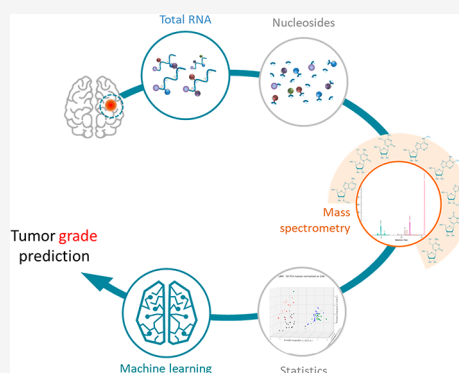 Total RNA
Nucleosides
Mass
spectrometry
Tumor grade
prediction
Machine learning
Statistics